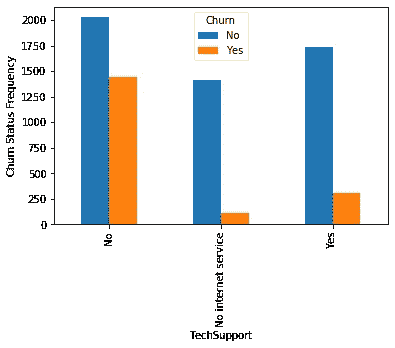 Churn
No
Yes
Churn Status Frequency
2000
1750
1500
1250
1000
750
500
250
0
No
No internet service
Yes
TechSupport